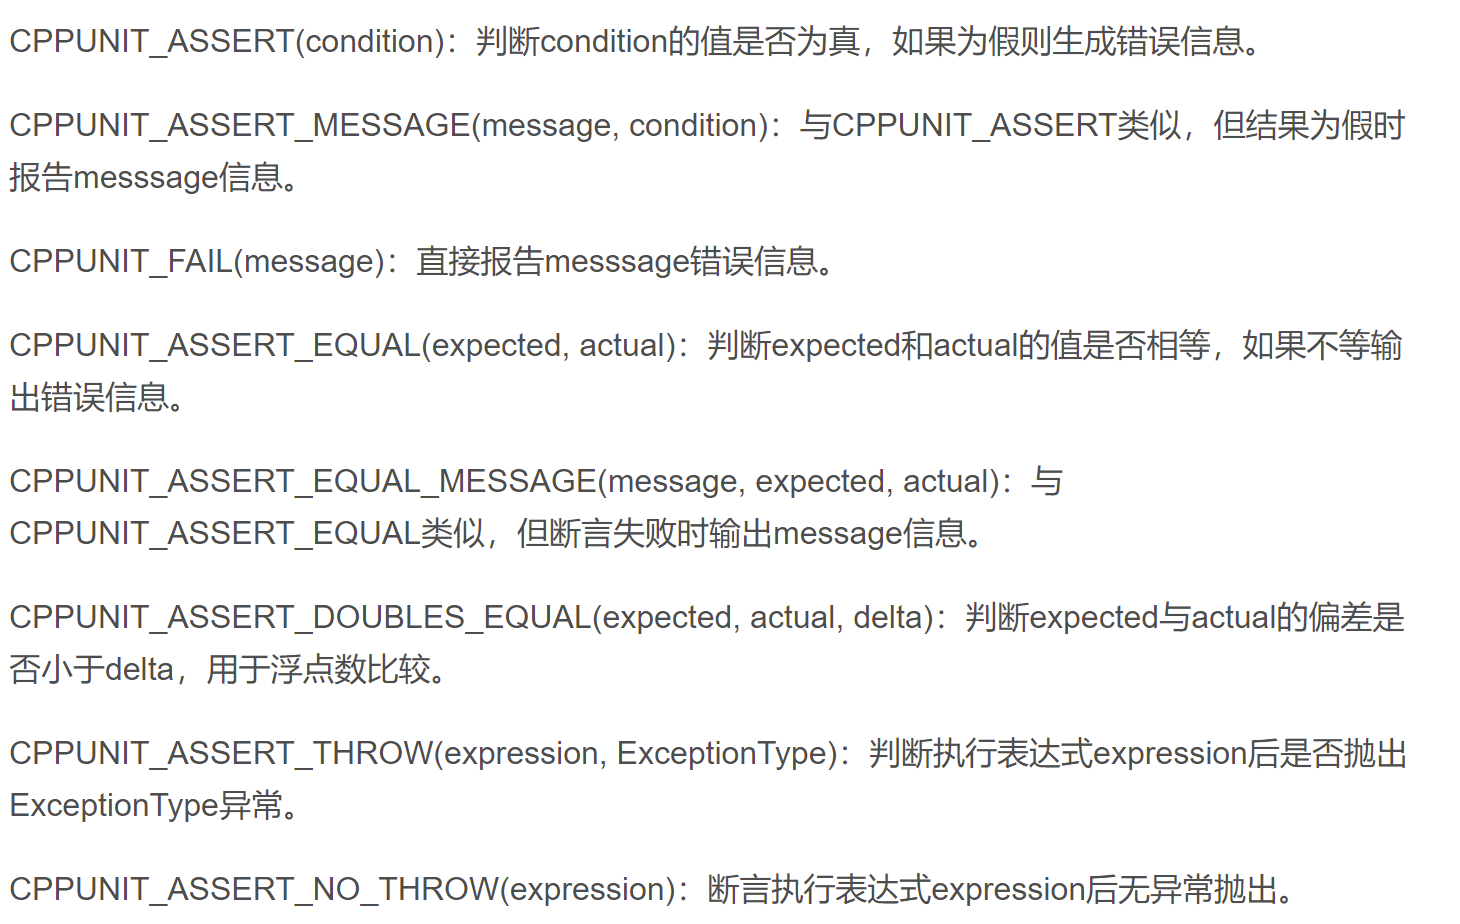 CPPUNIT_ASSERT(condition)：判断condition的值是否为真，如果为假则生成错误信息。
CPPUNIT_ASSERT_MESSAGE(message, condition)：与CPPUNIT_ASSERT类似，但结果为假时
报告messsage信息。
CPPUNIT_FAIL(message)：直接报告messsage错误信息。
CPPUNIT_ASSERT_EQUAL(expected, actual)：判断expected和actual的值是否相等，如果不等输
出错误信息。
CPPUNIT_ASSERT_EQUAL_MESSAGE(message, expected, actual)：与
CPPUNIT_ASSERT_EQUAL类似，但断言失败时输出message信息。
CPPUNIT_ASSERT_DOUBLES_EQUAL(expected, actual, delta)：判断expected与actual的偏差是
否小于delta，用于浮点数比较。
CPPUNIT_ASSERT_THROW(expression, ExceptionType)：判断执行表达式expression后是否抛出
ExceptionType异常。
CPPUNIT_ASSERT_NO_THROW(expression)：断言执行表达式expression后无异常抛出。